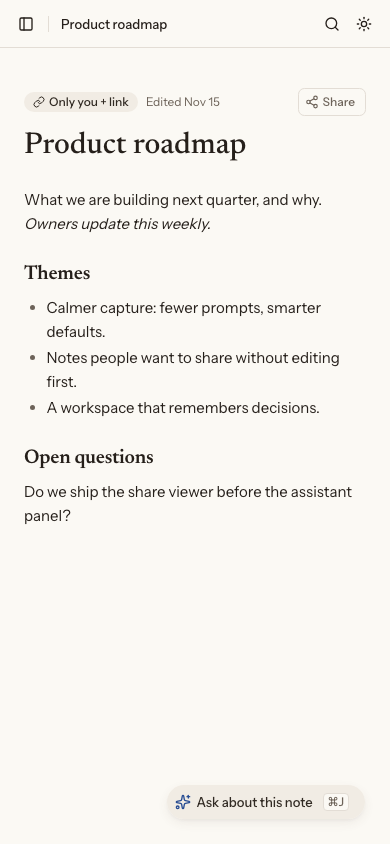 Product roadmap
Only you + link
Edited Nov 15
Share
Product roadmap
What we are building next quarter, and why.
Owners update this weekly.
Themes
Calmer capture: fewer prompts, smarter
defaults.
Notes people want to share without editing
first.
A workspace that remembers decisions.
Open questions
Do we ship the share viewer before the assistant
panel?
Ask about this note ⌘J